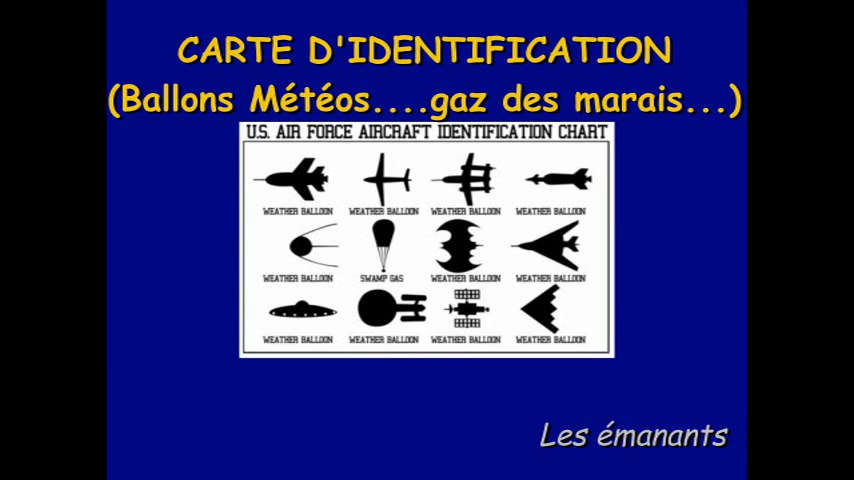 CARTE D'IDENTIFICATION
(Ballons Météos....gaz des marais...)
U.S. AIR FORCE AIRCRAFT IDENTIFICATION CHART
WEATHER BALLOON WEATHER BALLOON WEATHER BALLOON WEATHER BALLOON
WEATHER BALLOON SWAMP GAS WEATHER BALLOON WEATHER BALLOON
WEATHER BALLOON WEATHER BALLOON WEATHER BALLOON WEATHER BALLOON
Les émanants